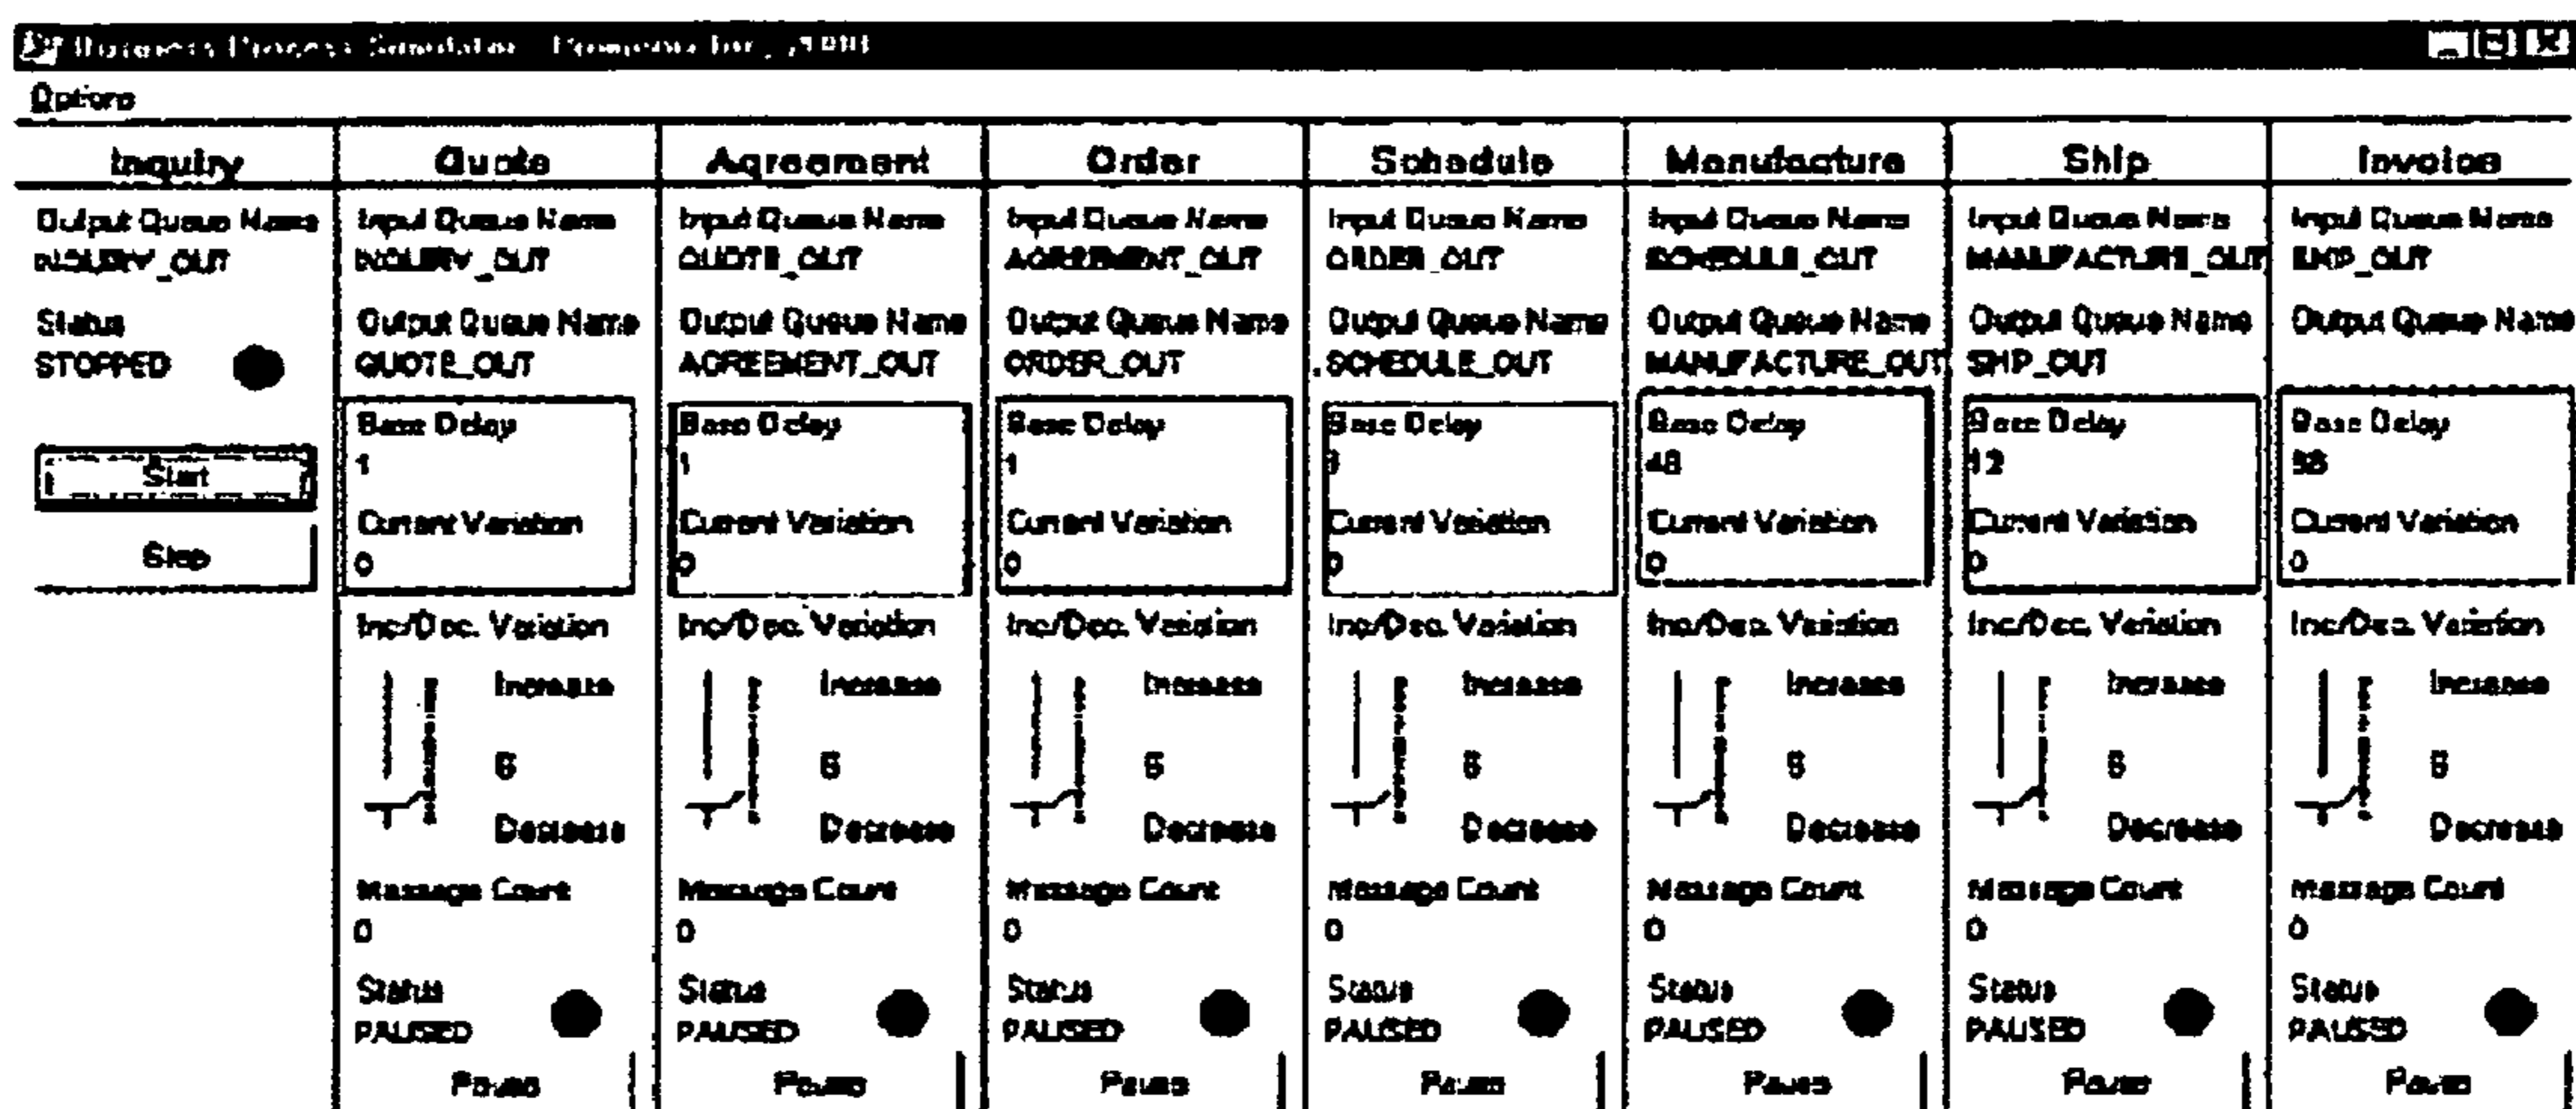 Business Process Simulator
Options
Inquiry Quote Agreement Order Schedule Manufacture Ship Invoice
Output Queue Name Input Queue Name Input Queue Name Input Queue Name Input Queue Name Input Queue Name Input Queue Name Input Queue Name
INQUIRY_OUT INQUIRY_OUT QUOTE_OUT AGREEMENT_OUT ORDER_OUT SCHEDULE_OUT MANUFACTURE_OUT SHIP_OUT
Status Output Queue Name Output Queue Name Output Queue Name Output Queue Name Output Queue Name Output Queue Name Output Queue Name
STOPPED QUOTE_OUT AGREEMENT_OUT ORDER_OUT SCHEDULE_OUT MANUFACTURE_OUT SHIP_OUT
Base Delay Base Delay Base Delay Base Delay Base Delay Base Delay Base Delay
Start 1 1 1 48 12
Current Variation Current Variation Current Variation Current Variation Current Variation Current Variation Current Variation
Stop 0 0 0 0 0 0 0
Inc/Dec. Variation Inc/Dec. Variation Inc/Dec. Variation Inc/Dec. Variation Inc/Dec. Variation Inc/Dec. Variation Inc/Dec. Variation
Increase Increase Increase Increase Increase Increase Increase
Decrease Decrease Decrease Decrease Decrease Decrease Decrease
Message Count Message Count Message Count Message Count Message Count Message Count Message Count
0 0 0 0 0 0 0
Status Status Status Status Status Status Status
PAUSED PAUSED PAUSED PAUSED PAUSED PAUSED PAUSED
Pause Pause Pause Pause Pause Pause Pause